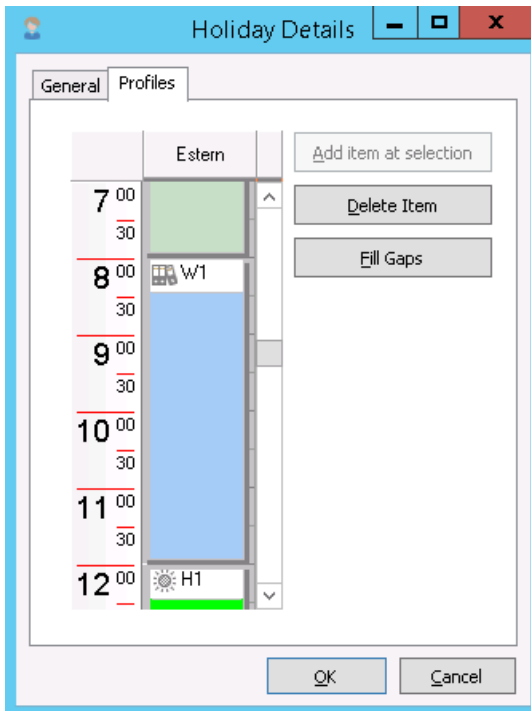 Holiday Details
General Profiles
Estern
Add item at selection
Delete Item
Fill Gaps
7 00
30
8 00 W1
30
9 00
30
10 00
30
11 00
30
12 00 H1
OK Cancel